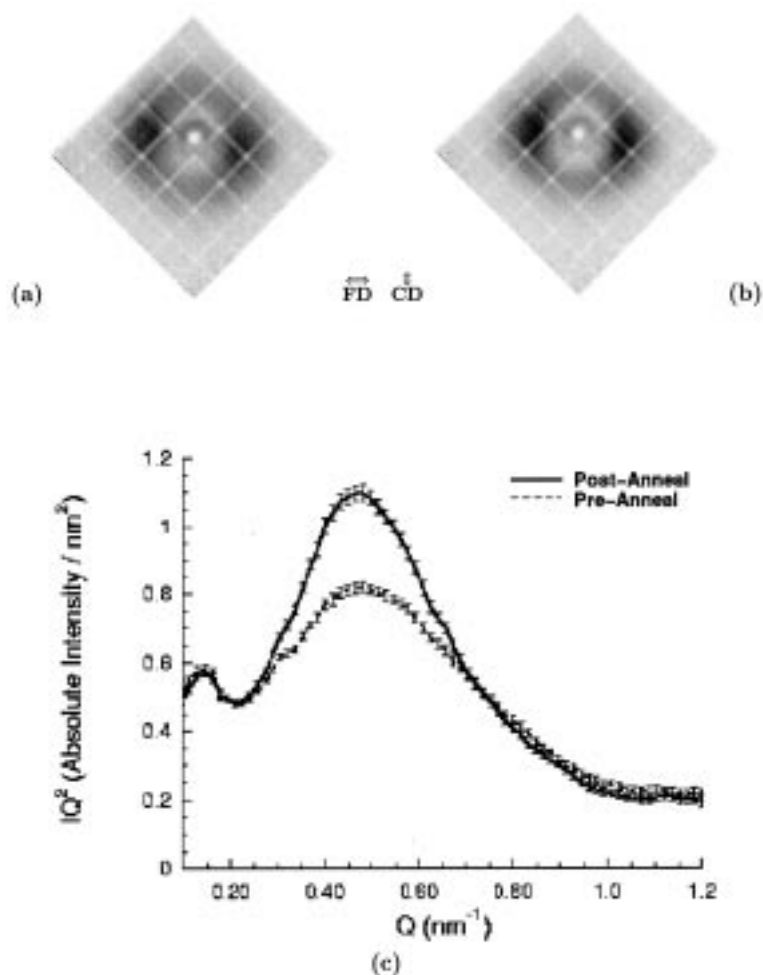 (a) FD CD (b)
IQ² (Absolute Intensity / nm²)
1.2
1
0.8
0.6
0.4
0.2
0
Post-Anneal
Pre-Anneal
0.20 0.40 0.60 0.80 1.0 1.2
Q (nm⁻¹)
(c)